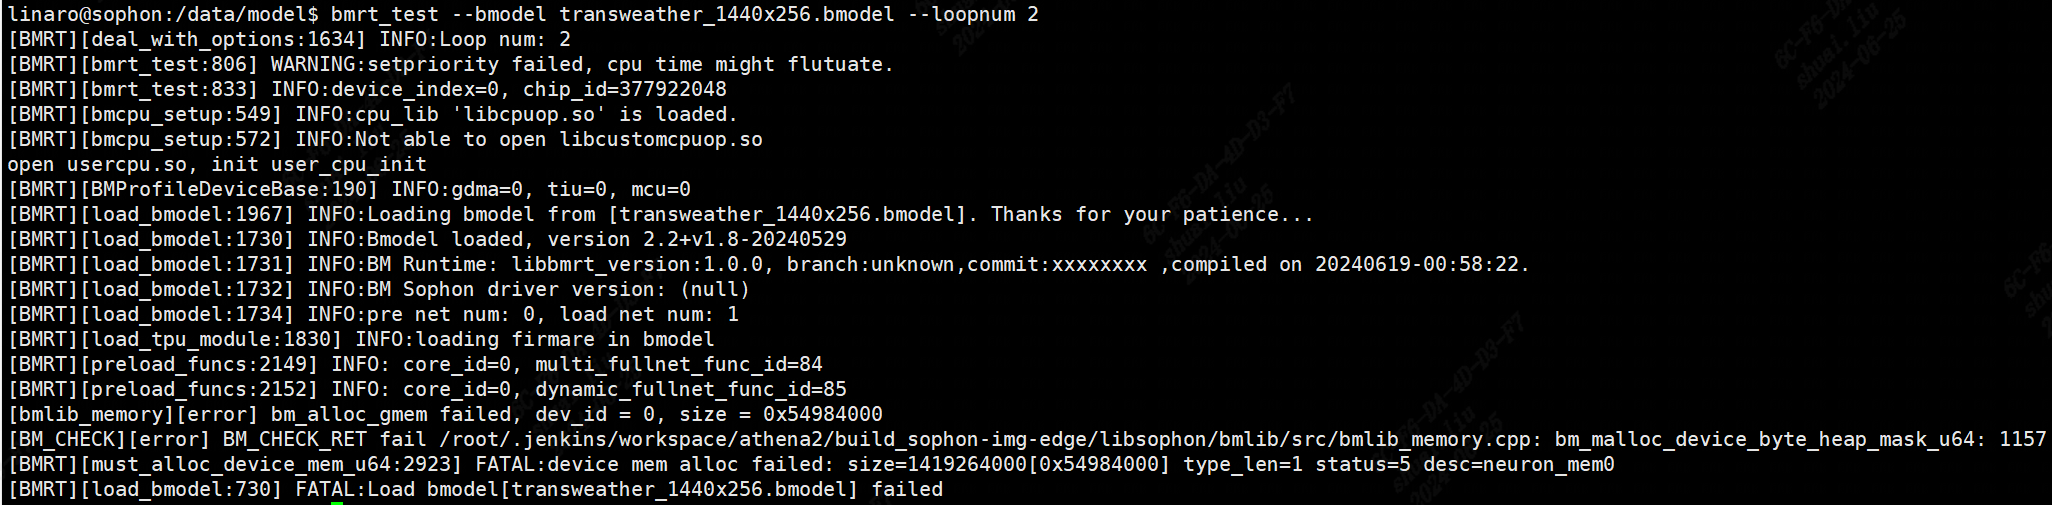 linaro@sophon:/data/model$ bmrt_test --bmodel transweather_1440x256.bmodel --loopnum 2
[BMRT][deal_with_options:1634] INFO:Loop num: 2
[BMRT][bmrt_test:806] WARNING:setpriority failed, cpu time might flutuate.
[BMRT][bmrt_test:833] INFO:device_index=0, chip_id=377922048
[BMRT][bmcpu_setup:549] INFO:cpu_lib 'libcpuop.so' is loaded.
[BMRT][bmcpu_setup:572] INFO:Not able to open libcustomcpuop.so
open usercpu.so, init user_cpu_init
[BMRT][BMProfileDeviceBase:190] INFO:gdma=0, tiu=0, mcu=0
[BMRT][load_bmodel:1967] INFO:Loading bmodel from [transweather_1440x256.bmodel]. Thanks for your patience...
[BMRT][load_bmodel:1730] INFO:Bmodel loaded, version 2.2+v1.8-20240529
[BMRT][load_bmodel:1731] INFO:BM Runtime: libbmrt_version:1.0.0, branch:unknown,commit:xxxxxxxx ,compiled on 20240619-00:58:22.
[BMRT][load_bmodel:1732] INFO:BM Sophon driver version: (null)
[BMRT][load_bmodel:1734] INFO:pre net num: 0, load net num: 1
[BMRT][load_tpu_module:1830] INFO:loading firmare in bmodel
[BMRT][preload_funcs:2149] INFO: core_id=0, multi_fullnet_func_id=84
[BMRT][preload_funcs:2152] INFO: core_id=0, dynamic_fullnet_func_id=85
[bmlib_memory][error] bm_alloc_gmem failed, dev_id = 0, size = 0x54984000
[BM_CHECK][error] BM_CHECK_RET fail /root/.jenkins/workspace/athena2/build_sophon-img-edge/libsophon/bmlib/src/bmlib_memory.cpp: bm_malloc_device_byte_heap_mask_u64: 1157
[BMRT][must_alloc_device_mem_u64:2923] FATAL:device mem alloc failed: size=1419264000[0x54984000] type_len=1 status=5 desc=neuron_mem0
[BMRT][load_bmodel:730] FATAL:Load bmodel[transweather_1440x256.bmodel] failed
6C-F6-DA-4D-D3-F7
shuai.liu
2024-06-25